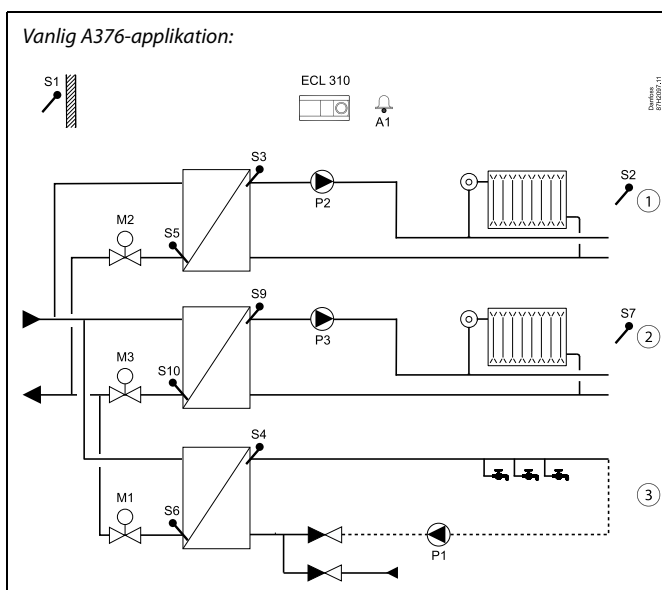 Vanlig A376-applikation:
S1
ECL 310
A1
Danfoss
87H2097.11
S3
P2
S2
1
M2
S5
S9
P3
S7
2
M3
S10
S4
3
M1
S6
P1